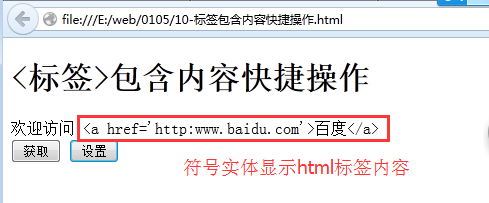 file:///E:/web/0105/10-标签包含内容快捷操作.html
<标签>包含内容快捷操作
欢迎访问 <a href='http:www.baidu.com'>百度</a>
获取 设置
符号实体显示html标签内容